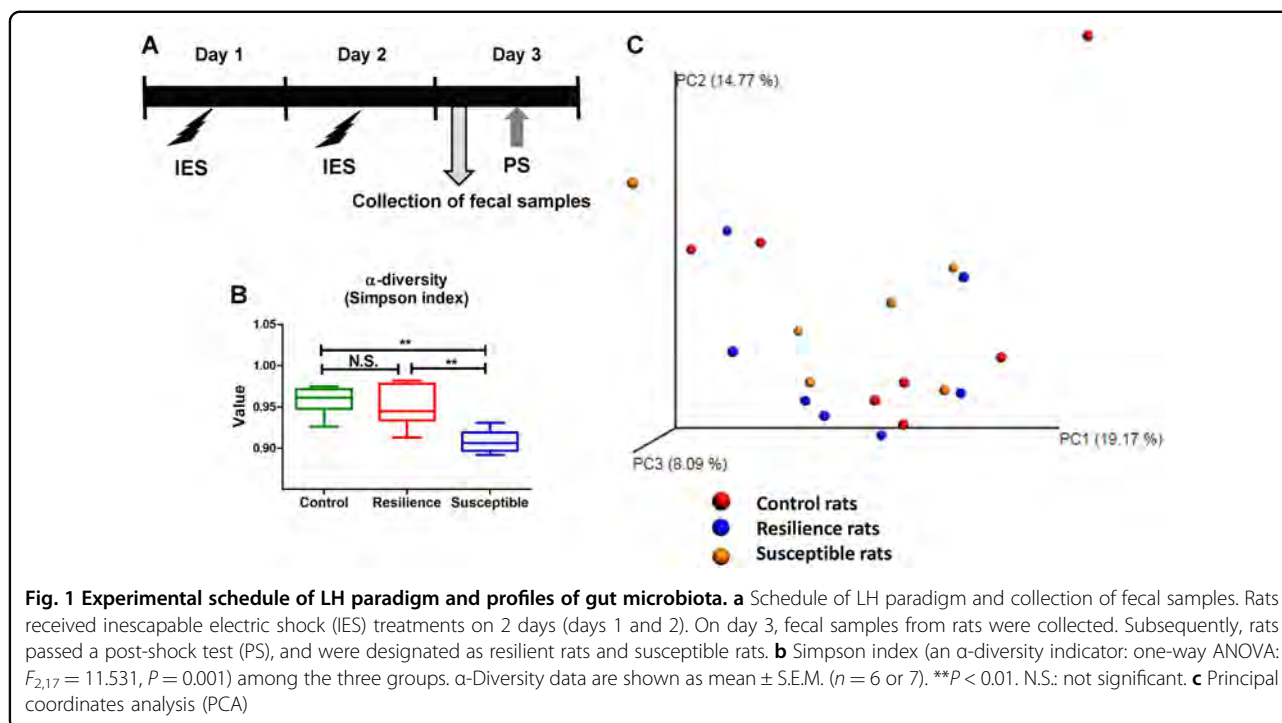 A
Day 1 Day 2 Day 3
IES IES PS
Collection of fecal samples
B
α-diversity
(Simpson index)
Value
1.05
1.00
0.95
0.90
**
N.S. **
Control Resilience Susceptible
C
PC2 (14.77 %)
PC1 (19.17 %)
PC3 (8.09 %)
Control rats
Resilience rats
Susceptible rats
Fig. 1 Experimental schedule of LH paradigm and profiles of gut microbiota. a Schedule of LH paradigm and collection of fecal samples. Rats
received inescapable electric shock (IES) treatments on 2 days (days 1 and 2). On day 3, fecal samples from rats were collected. Subsequently, rats
passed a post-shock test (PS), and were designated as resilient rats and susceptible rats. b Simpson index (an α-diversity indicator: one-way ANOVA:
F2,17 = 11.531, P = 0.001) among the three groups. α-Diversity data are shown as mean ± S.E.M. (n = 6 or 7). **P < 0.01. N.S.: not significant. c Principal
coordinates analysis (PCA)